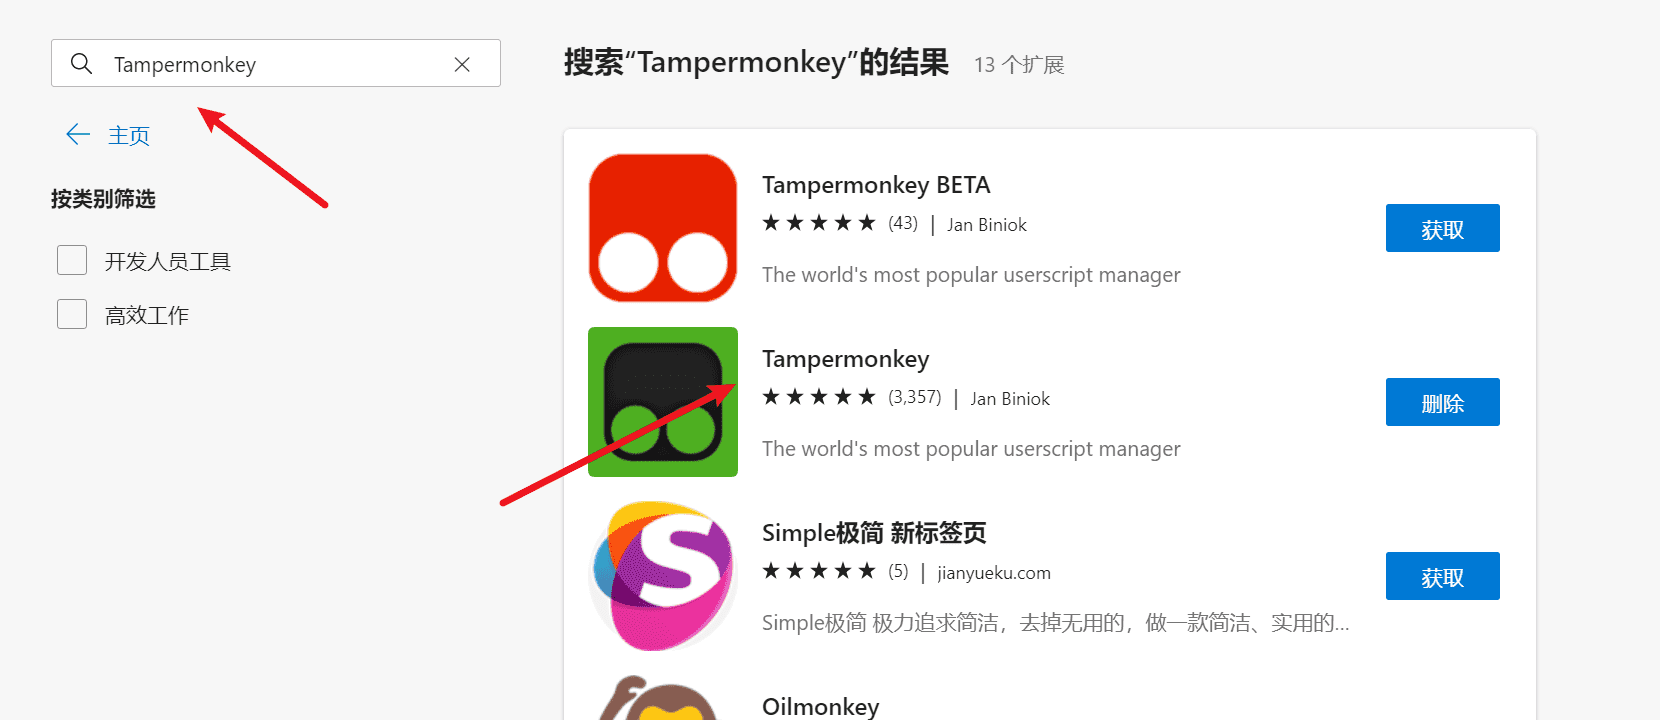 Tampermonkey
主页
按类别筛选
开发人员工具
高效工作
搜索“Tampermonkey”的结果 13 个扩展
Tampermonkey BETA
★★★★★ (43) | Jan Biniok
The world's most popular userscript manager
获取
Tampermonkey
★★★★★ (3,357) | Jan Biniok
The world's most popular userscript manager
删除
S
Simple极简 新标签页
★★★★★ (5) | jianyueku.com
Simple极简 极力追求简洁，去掉无用的，做一款简洁、实用的...
获取
Oilmonkey